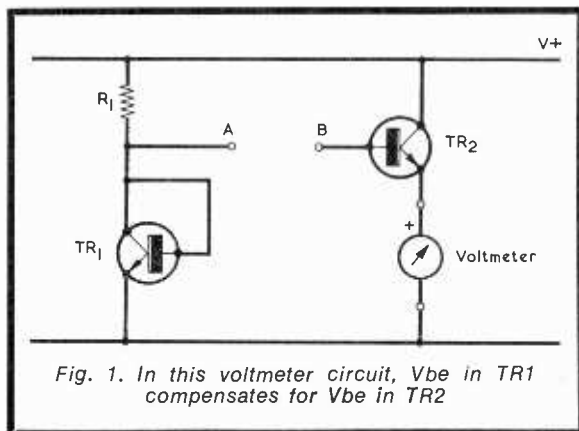 V+
R1
A
B
TR2
TR1
+
Voltmeter
Fig. 1. In this voltmeter circuit, Vbe in TR1
compensates for Vbe in TR2